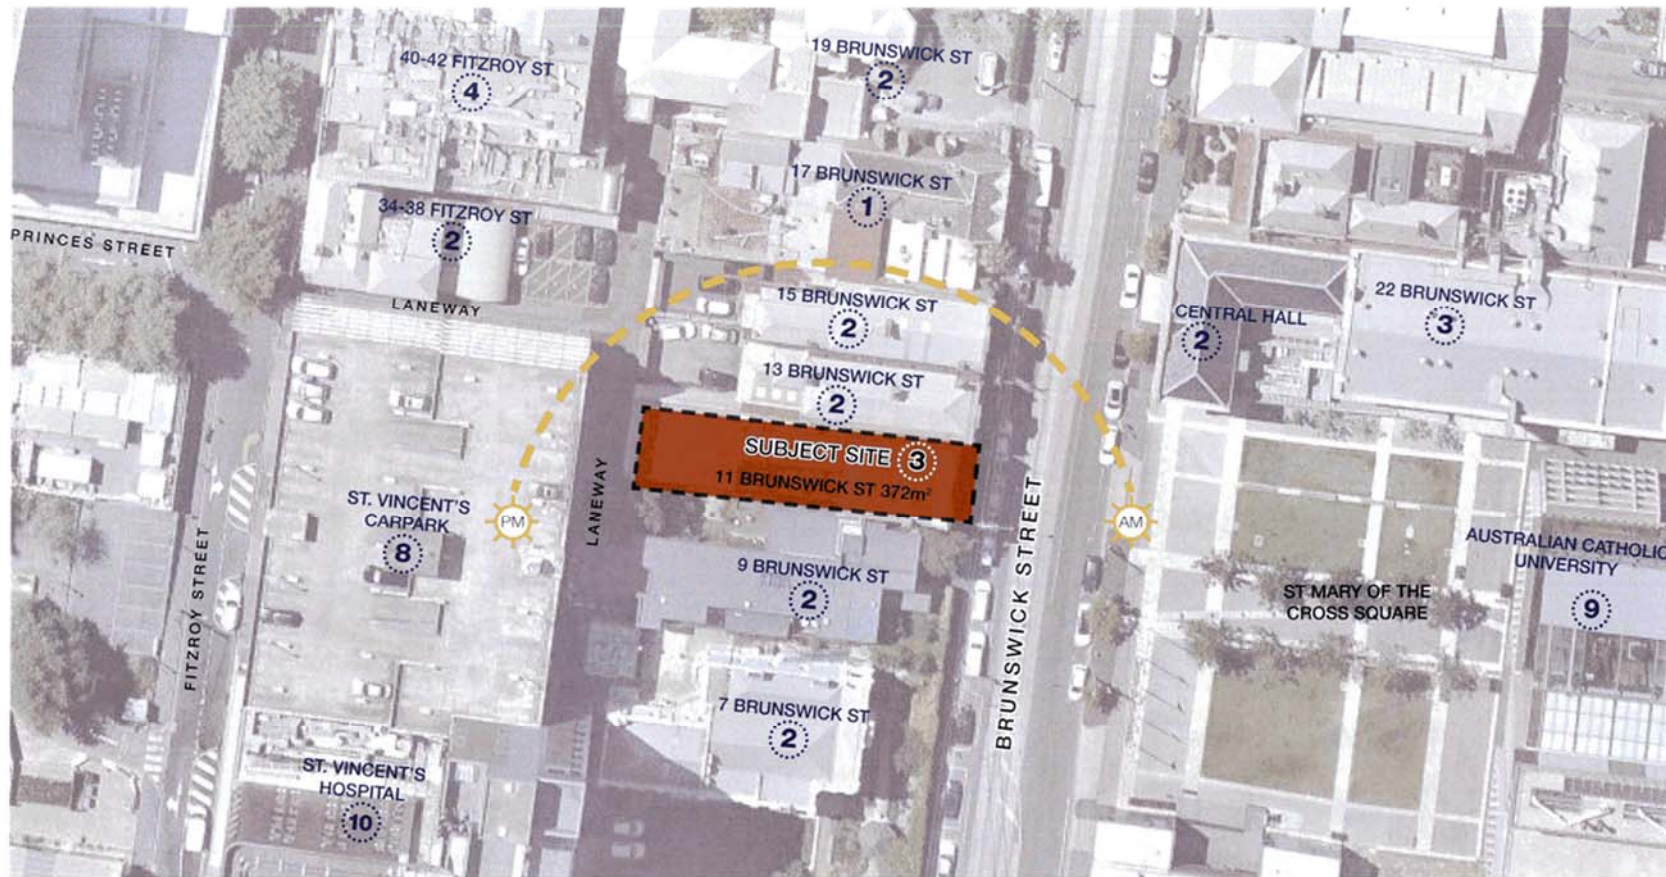 40-42 FITZROY ST
4
19 BRUNSWICK ST
2
17 BRUNSWICK ST
1
34-38 FITZROY ST
2
PRINCES STREET
LANEWAY
15 BRUNSWICK ST
2
CENTRAL HALL
2
22 BRUNSWICK ST
3
13 BRUNSWICK ST
2
SUBJECT SITE 3
11 BRUNSWICK ST 372m²
LANEWAY
ST. VINCENT'S
CARPARK
8
PM
AM
FITZROY STREET
BRUNSWICK STREET
9 BRUNSWICK ST
2
ST MARY OF THE
CROSS SQUARE
AUSTRALIAN CATHOLIC
UNIVERSITY
9
7 BRUNSWICK ST
2
ST. VINCENT'S
HOSPITAL
10